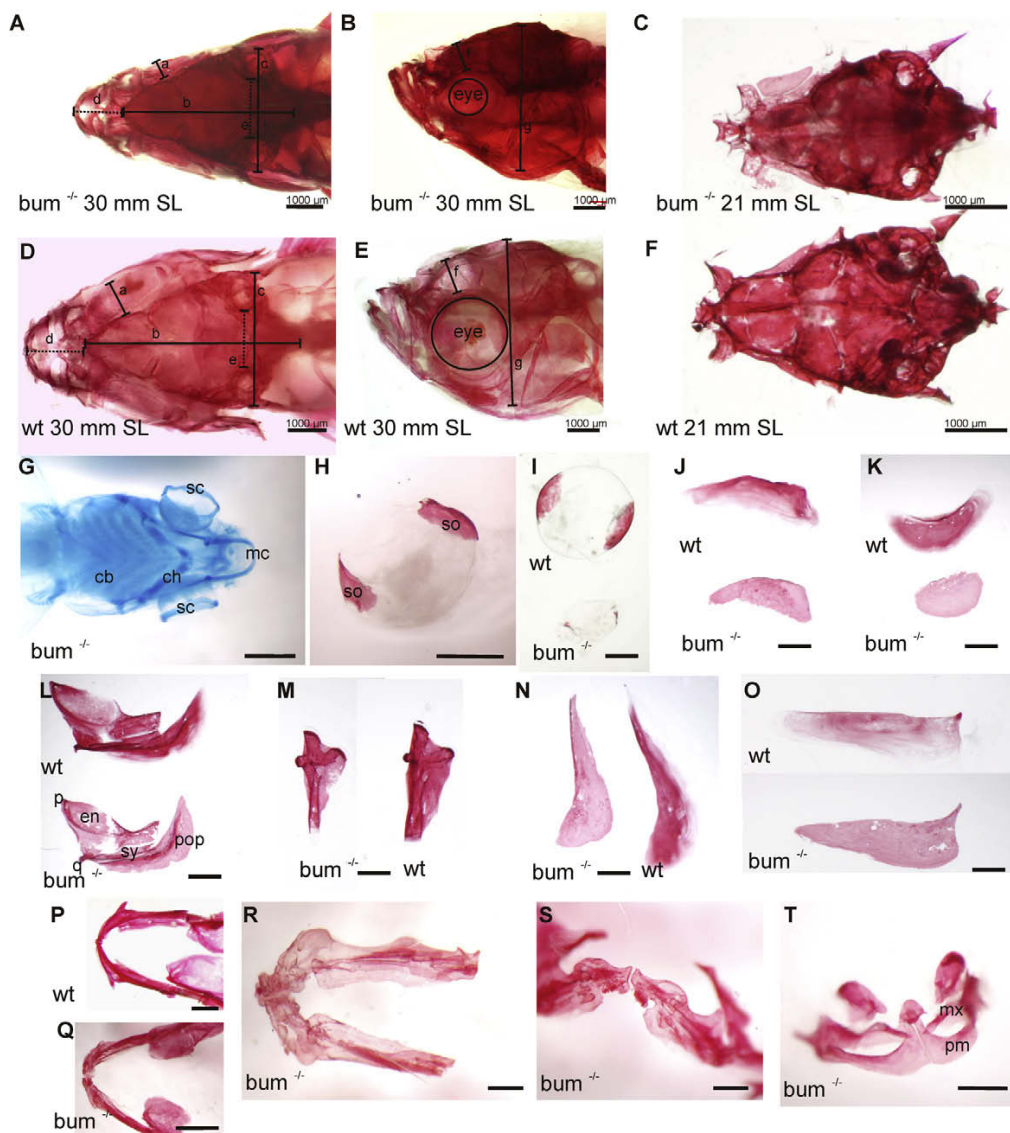 A
B
C
a
c
d
b
e
f
eye
g
bum -/- 30 mm SL
1000 µm
bum -/- 30 mm SL
1000 µm
bum -/- 21 mm SL
1000 µm
D
E
F
a
c
d
b
e
f
eye
g
wt 30 mm SL
1000 µm
wt 30 mm SL
1000 µm
wt 21 mm SL
1000 µm
G
H
I
J
K
sc
mc
cb
ch
sc
bum -/-
so
so
wt
bum -/-
wt
bum -/-
wt
bum -/-
L
M
N
O
wt
p
en
sy
pop
q
bum -/-
bum -/-
wt
bum -/-
wt
wt
bum -/-
P
wt
Q
bum -/-
R
bum -/-
S
bum -/-
T
mx
pm
bum -/-